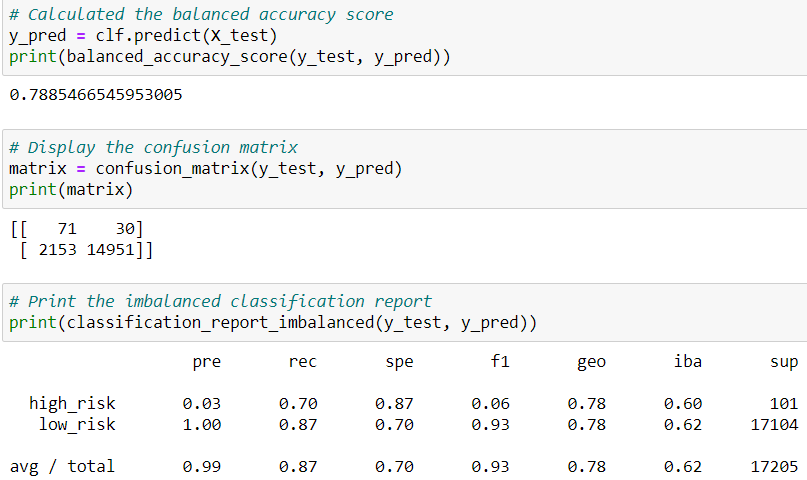 # Calculated the balanced accuracy score
y_pred = clf.predict(X_test)
print(balanced_accuracy_score(y_test, y_pred))
0.7885466545953005
# Display the confusion matrix
matrix = confusion_matrix(y_test, y_pred)
print(matrix)
[[   71    30]
 [ 2153 14951]]
# Print the imbalanced classification report
print(classification_report_imbalanced(y_test, y_pred))
pre rec spe f1 geo iba sup
high_risk 0.03 0.70 0.87 0.06 0.78 0.60 101
low_risk 1.00 0.87 0.70 0.93 0.78 0.62 17104
avg / total 0.99 0.87 0.70 0.93 0.78 0.62 17205